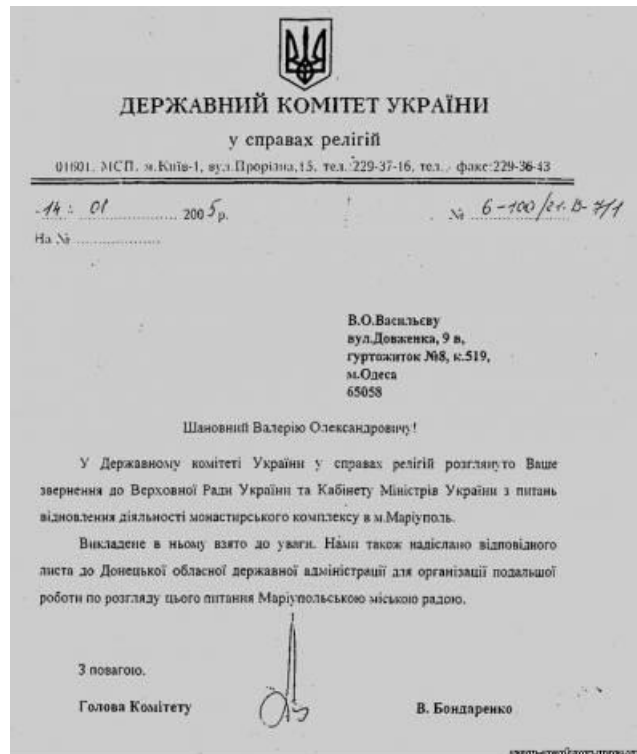 ДЕРЖАВНИЙ КОМІТЕТ УКРАЇНИ
у справах релігій
01601, МСП, м.Київ-1, вул.Прорізна,15, тел. 229-37-16, тел., факс 229-36-43
14 : 01 2005р.
№ 6-100/21.В-7/1
На №
В.О.Васильєву
вул.Довженка, 9 в,
гуртожиток №8, к.519,
м.Одеса
65058
Шановний Валерію Олександровичу!
У Державному комітеті України у справах релігій розглянуто Ваше
звернення до Верховної Ради України та Кабінету Міністрів України з питань
відновлення діяльності монастирського комплексу в м.Маріуполь.
Викладене в ньому взято до уваги. Нами також надіслано відповідного
листа до Донецької обласної державної адміністрації для організації подальшої
роботи по розгляду цього питання Маріупольською міською радою.
З повагою,
Голова Комітету
В. Бондаренко